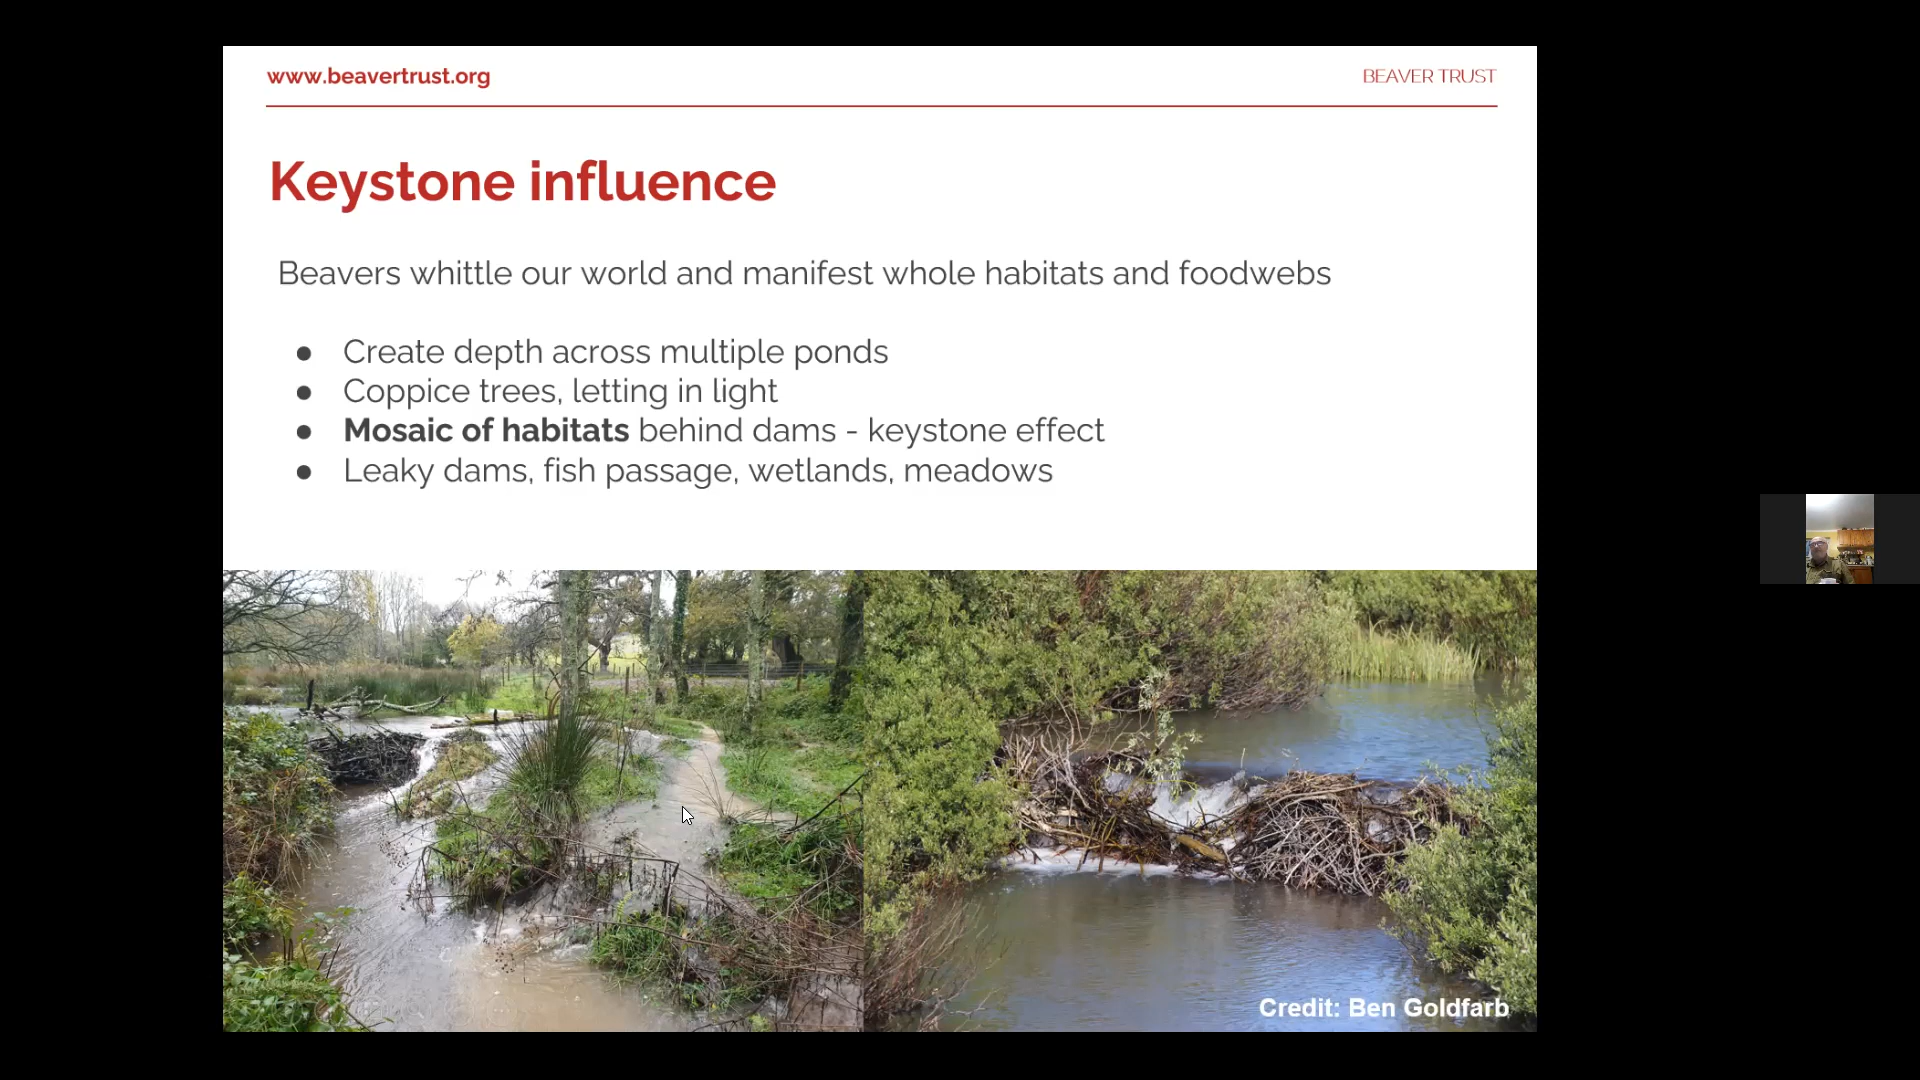 www.beavertrust.org
BEAVER TRUST
Keystone influence
Beavers whittle our world and manifest whole habitats and foodwebs
● Create depth across multiple ponds
● Coppice trees, letting in light
● Mosaic of habitats behind dams - keystone effect
● Leaky dams, fish passage, wetlands, meadows
Credit: Ben Goldfarb